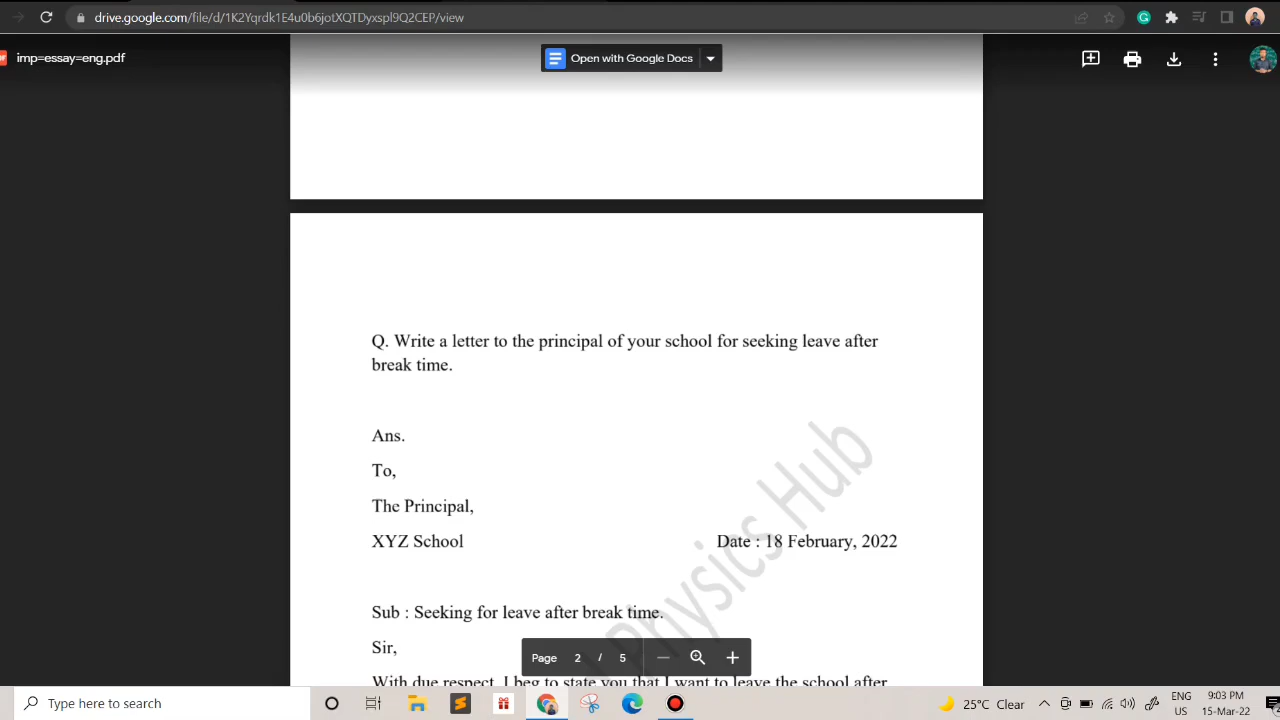 drive.google.com/file/d/1K2Yqrdk1E4u0b6jotXQTDyxspl9Q2CEP/view
imp=essay=eng.pdf
Open with Google Docs
Q. Write a letter to the principal of your school for seeking leave after
break time.
Ans.
To,
The Principal,
XYZ School Date : 18 February, 2022
Physics Hub
Sub : Seeking for leave after break time.
Sir,
Page 2 / 5
With due respect, I beg to state you that I want to leave the school after
Type here to search
25°C Clear
ENG
US
9:03 PM
15-Mar-22